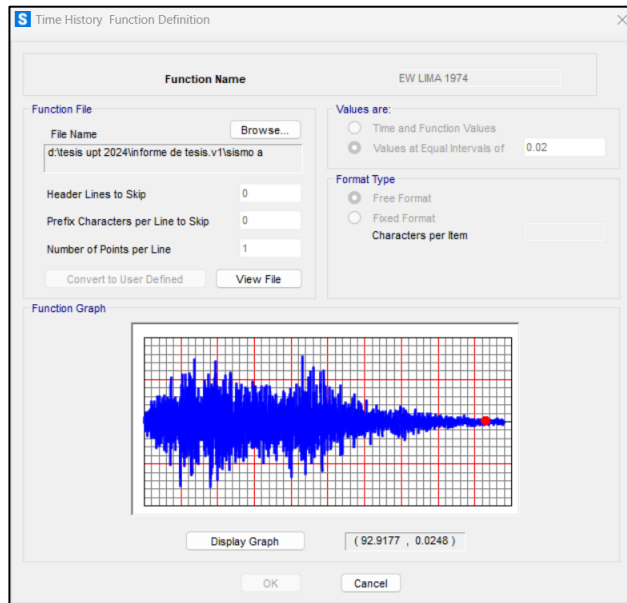 S Time History Function Definition
Function Name EW LIMA 1974
Function File
File Name Browse...
d:\tesis upt 2024\informe de tesis.v1\sismo a
Header Lines to Skip 0
Prefix Characters per Line to Skip 0
Number of Points per Line 1
Convert to User Defined View File
Values are:
Time and Function Values
Values at Equal Intervals of 0.02
Format Type
Free Format
Fixed Format
Characters per Item
Function Graph
Display Graph ( 92.9177 , 0.0248 )
OK Cancel